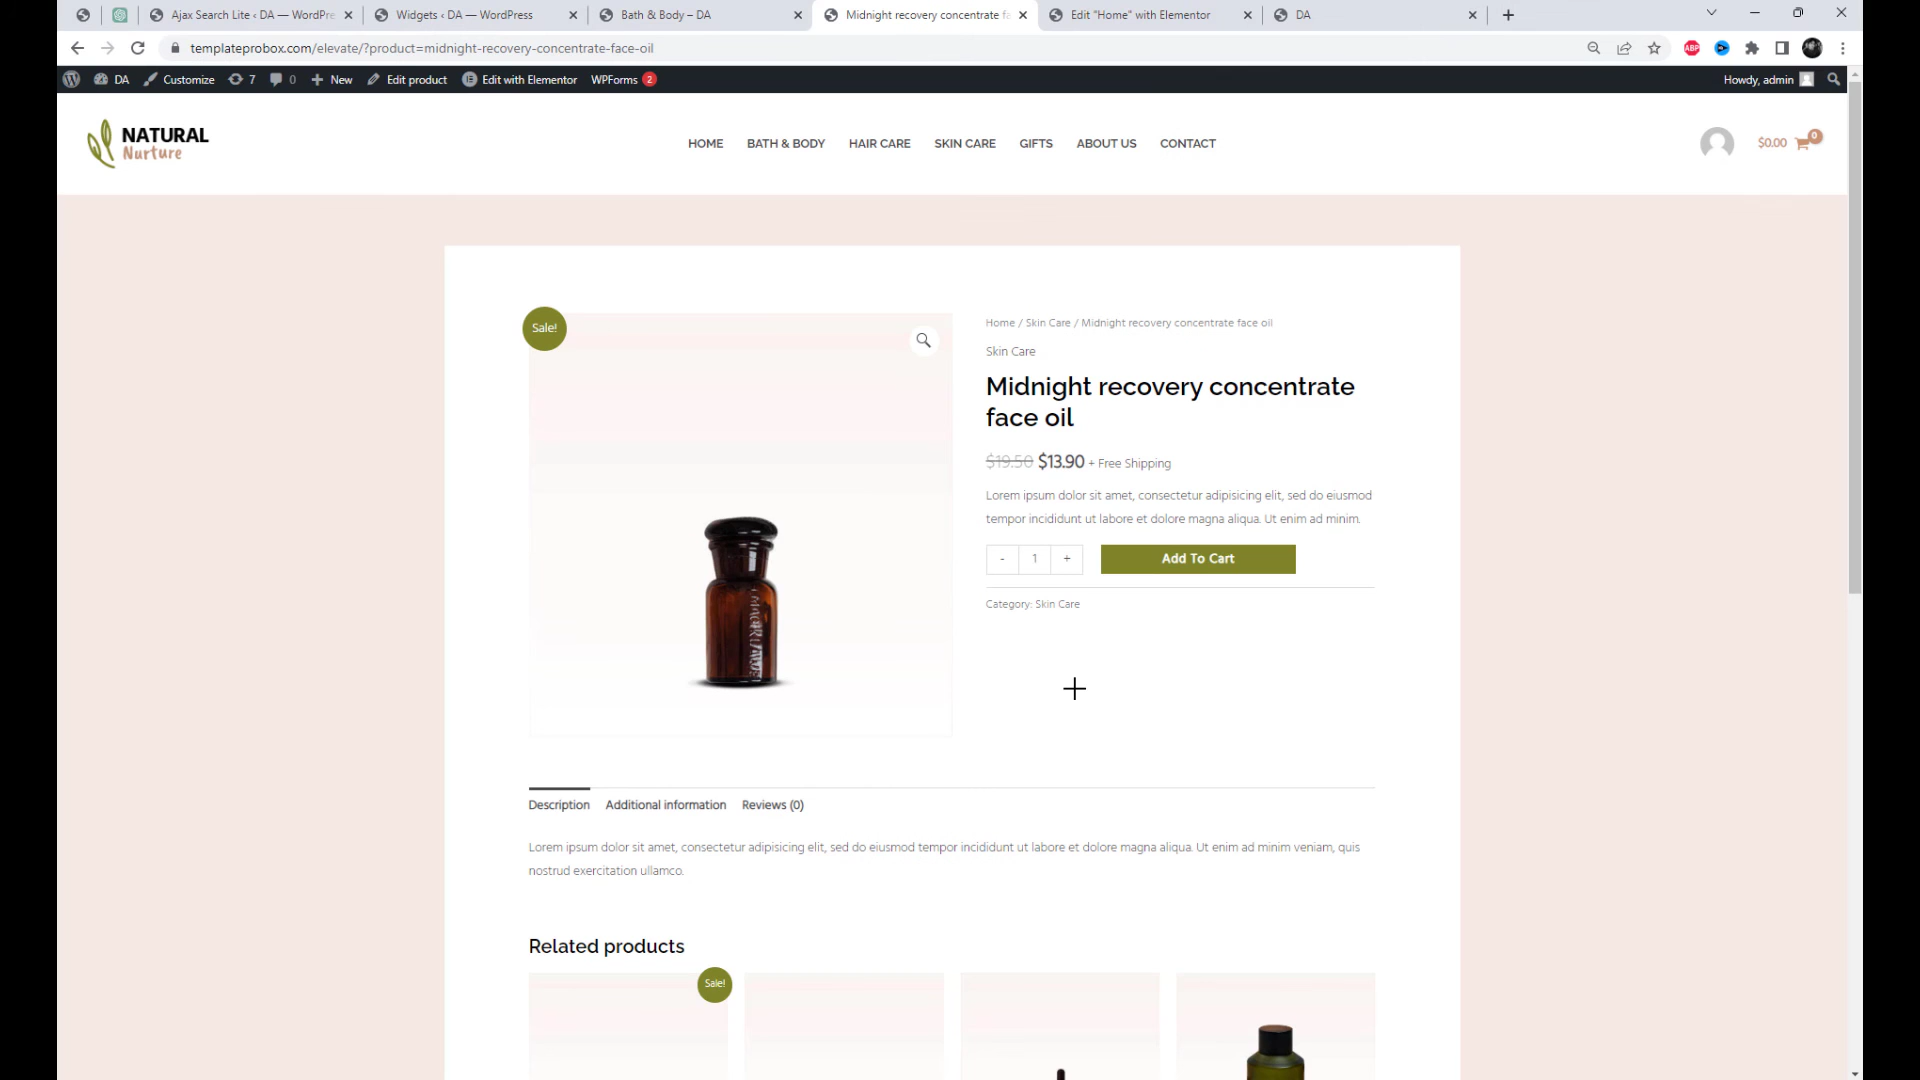 Ajax Search Lite ‹ DA — WordPre
Widgets ‹ DA — WordPress
Bath & Body – DA
Midnight recovery concentrate fa
Edit "Home" with Elementor
DA
templateprobox.com/elevate/?product=midnight-recovery-concentrate-face-oil
ABP
DA
Customize
7
0
New
Edit product
Edit with Elementor
WPForms 2
Howdy, admin
NATURAL
Nurture
HOME
BATH & BODY
HAIR CARE
SKIN CARE
GIFTS
ABOUT US
CONTACT
$0.00
0
Sale!
Home / Skin Care / Midnight recovery concentrate face oil
Skin Care
Midnight recovery concentrate
face oil
$19.50 $13.90 + Free Shipping
Lorem ipsum dolor sit amet, consectetur adipisicing elit, sed do eiusmod
tempor incididunt ut labore et dolore magna aliqua. Ut enim ad minim.
- 1 +
Add To Cart
Category: Skin Care
Description
Additional information
Reviews (0)
Lorem ipsum dolor sit amet, consectetur adipisicing elit, sed do eiusmod tempor incididunt ut labore et dolore magna aliqua. Ut enim ad minim veniam, quis
nostrud exercitation ullamco.
Related products
Sale!